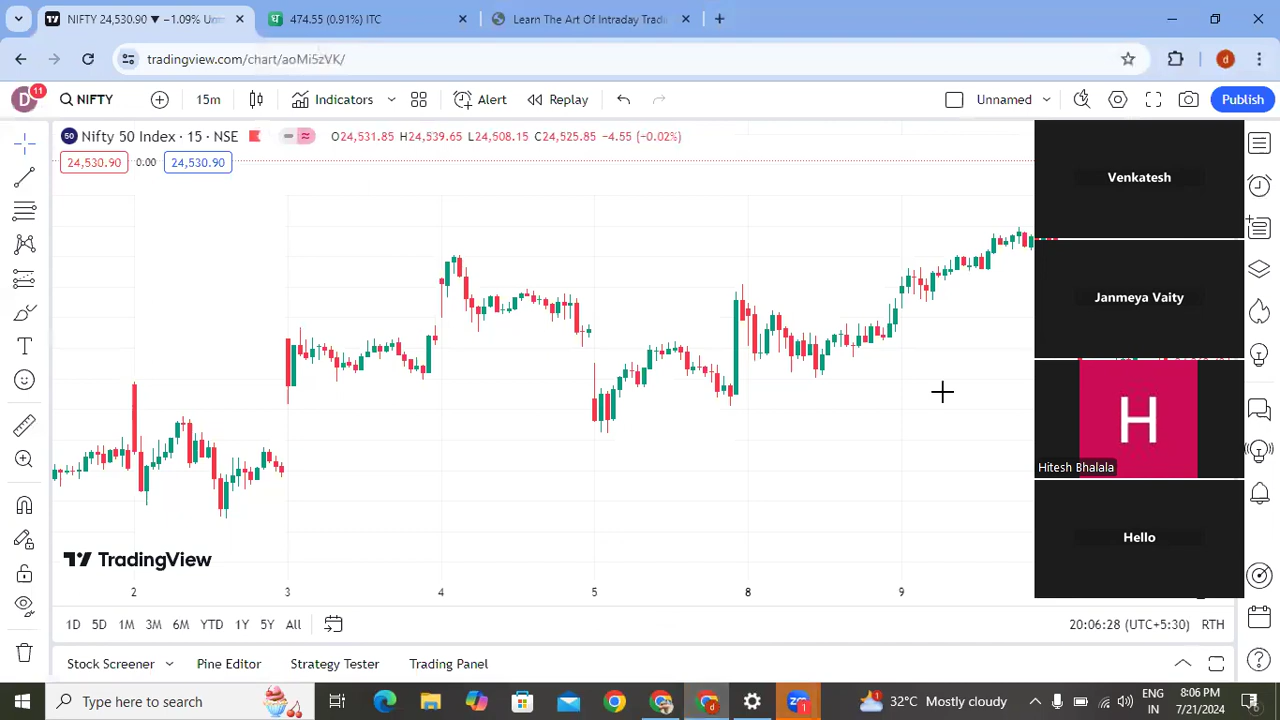 NIFTY 24,530.90 ▼ −1.09% Unn
474.55 (0.91%) ITC
Learn The Art Of Intraday Tradi
tradingview.com/chart/aoMi5zVK/
D
11
NIFTY
15m
Indicators
Alert
Replay
Unnamed
Publish
50 Nifty 50 Index · 15 · NSE
O24,531.85 H24,539.65 L24,508.15 C24,525.85 −4.55 (−0.02%)
24,530.90 0.00 24,530.90
Venkatesh
Janmeya Vaity
H
Hitesh Bhalala
Hello
TradingView
2 3 4 5 8 9
1D 5D 1M 3M 6M YTD 1Y 5Y All
20:06:28 (UTC+5:30) RTH
Stock Screener Pine Editor Strategy Tester Trading Panel
Type here to search
32°C Mostly cloudy
ENG
IN
8:06 PM
7/21/2024